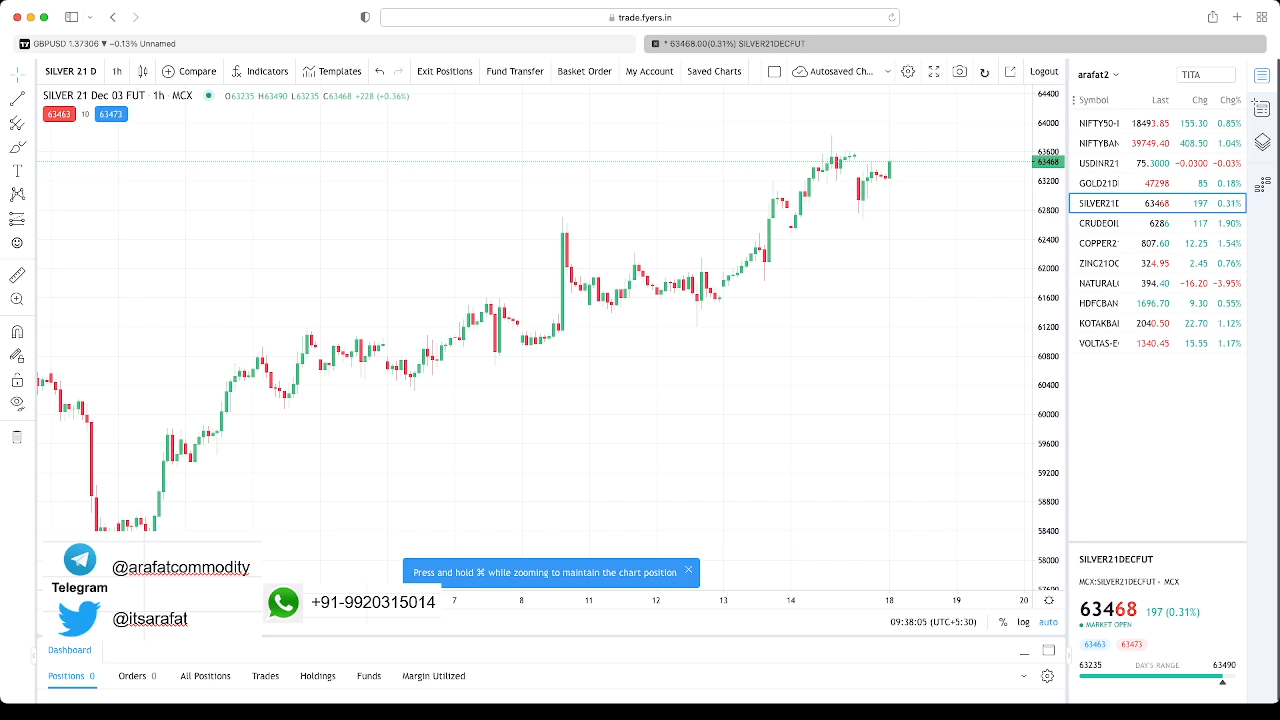 trade.fyers.in
GBPUSD 1.37306 ▼ −0.13% Unnamed
* 63468.00(0.31%) SILVER21DECFUT
SILVER 21 D 1h Compare Indicators Templates Exit Positions Fund Transfer Basket Order My Account Saved Charts Autosaved Ch... Logout
SILVER 21 Dec 03 FUT · 1h · MCX O63235 H63490 L63235 C63468 +228 (+0.36%)
63463 10 63473
64400
64000
63600
63468
63200
62800
62400
62000
61600
61200
60800
60400
60000
59600
59200
58800
58400
58000
57600
Press and hold ⌘ while zooming to maintain the chart position
7 8 11 12 13 14 18 19 20
09:38:05 (UTC+5:30) % log auto
@arafatcommodity
Telegram
@itsarafat
+91-9920315014
Dashboard
Positions 0 Orders 0 All Positions Trades Holdings Funds Margin Utilized
arafat2 TITA
Symbol Last Chg Chg%
NIFTY50-I 18493.85 155.30 0.85%
NIFTYBAN 39749.40 408.50 1.04%
USDINR21 75.3000 −0.0300 −0.03%
GOLD21DI 47298 85 0.18%
SILVER21D 63468 197 0.31%
CRUDEOIL 6286 117 1.90%
COPPER2 807.60 12.25 1.54%
ZINC21OC 324.95 2.45 0.76%
NATURAL 394.40 −16.20 −3.95%
HDFCBAN 1696.70 9.30 0.55%
KOTAKBAI 2040.50 22.70 1.12%
VOLTAS-E 1340.45 15.55 1.17%
SILVER21DECFUT
MCX:SILVER21DECFUT • MCX
63468 197 (0.31%)
MARKET OPEN
63463 63473
63235 DAY'S RANGE 63490